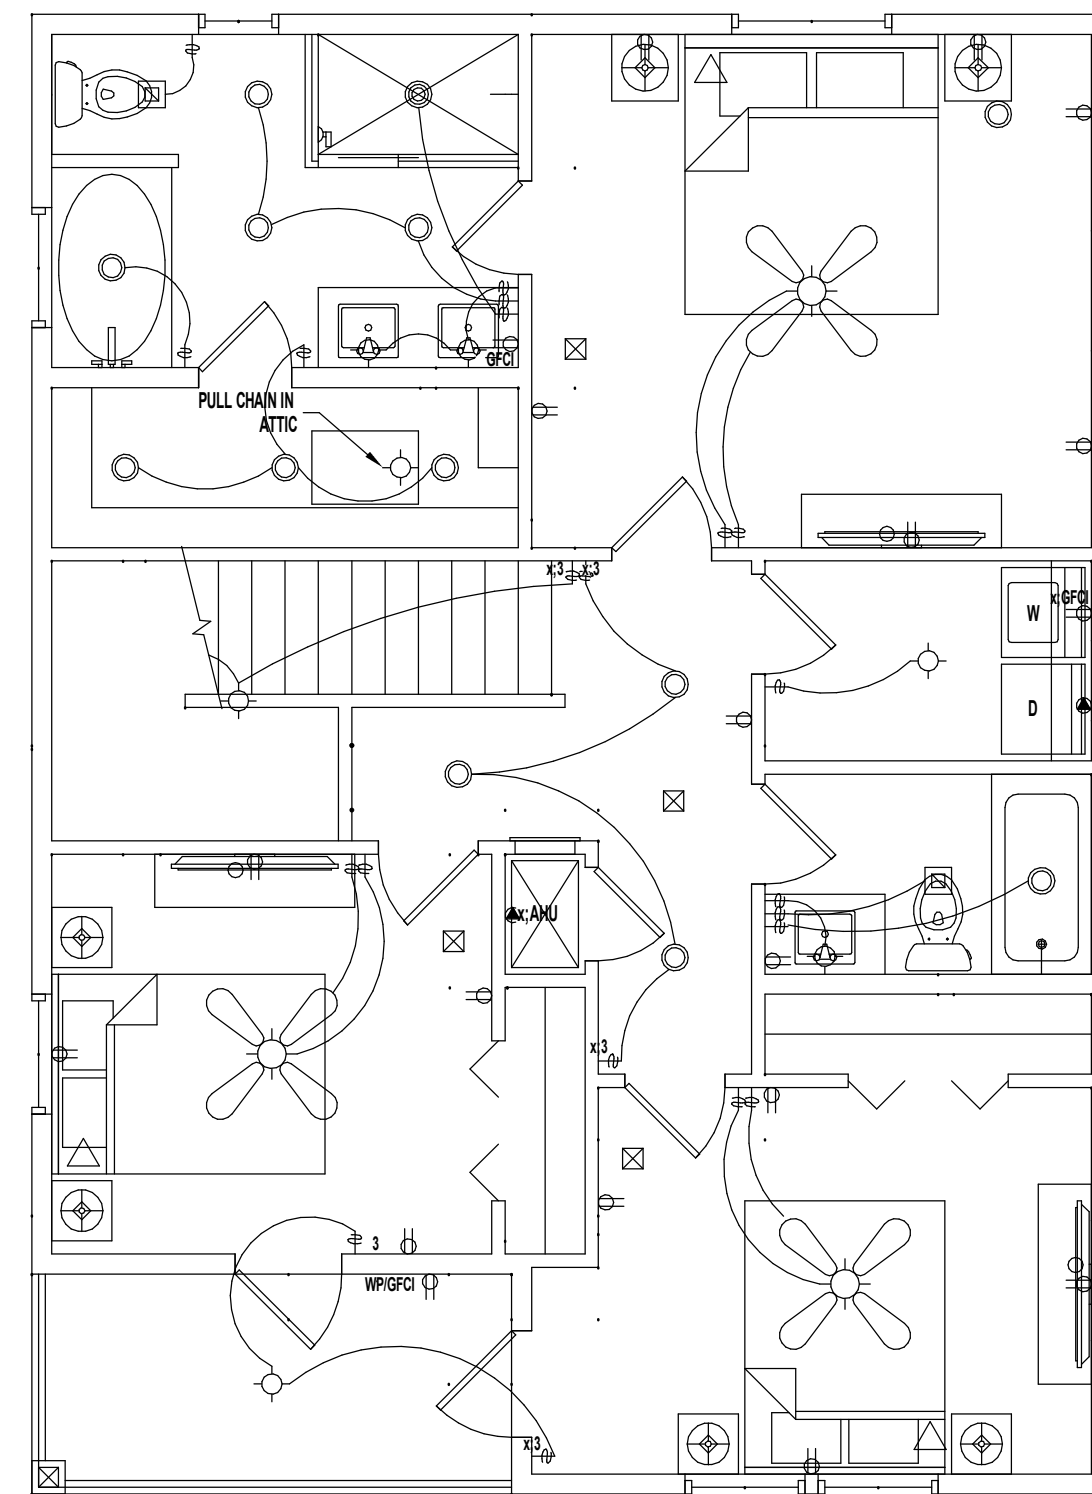 GFCI
PULL CHAIN IN
ATTIC
x;3
x;3
W
x;GFCI
D
x;AHU
x;3
3
WP/GFCI
x;3